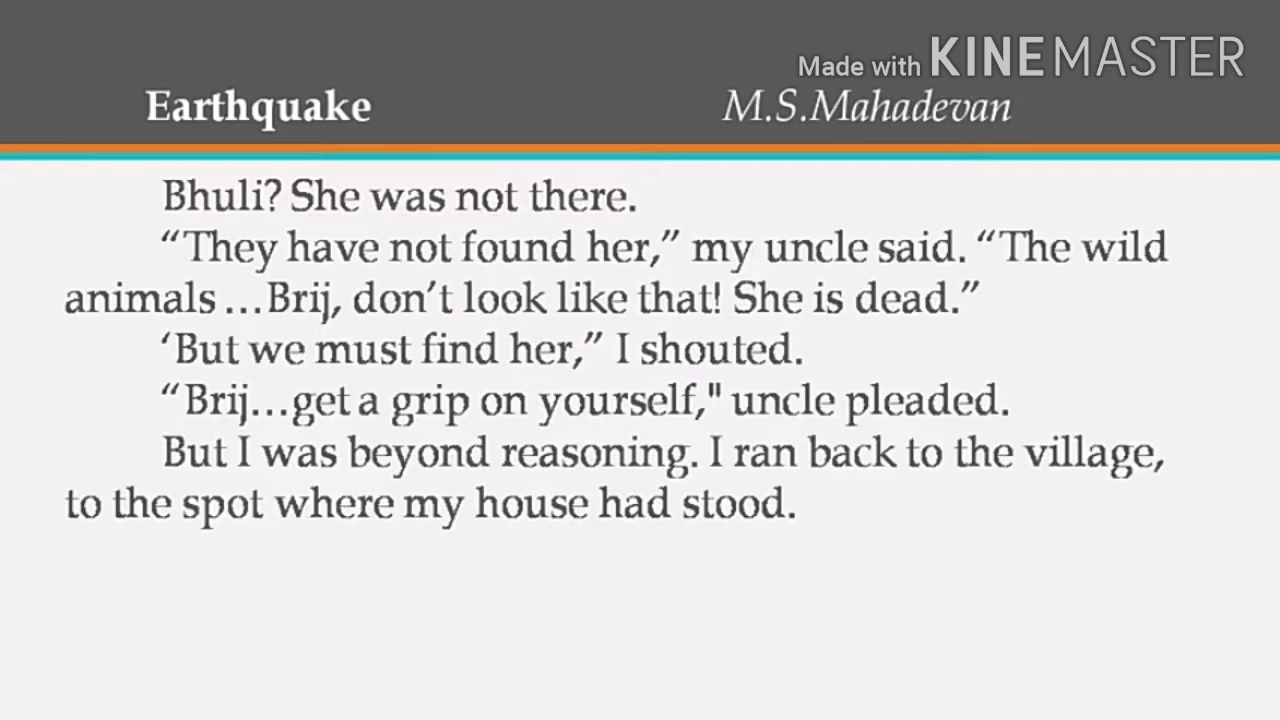 Made with KINEMASTER
Earthquake M.S.Mahadevan
Bhuli? She was not there.
“They have not found her,” my uncle said. “The wild
animals ...Brij, don’t look like that! She is dead.”
‘But we must find her,” I shouted.
“Brij...get a grip on yourself," uncle pleaded.
But I was beyond reasoning. I ran back to the village,
to the spot where my house had stood.